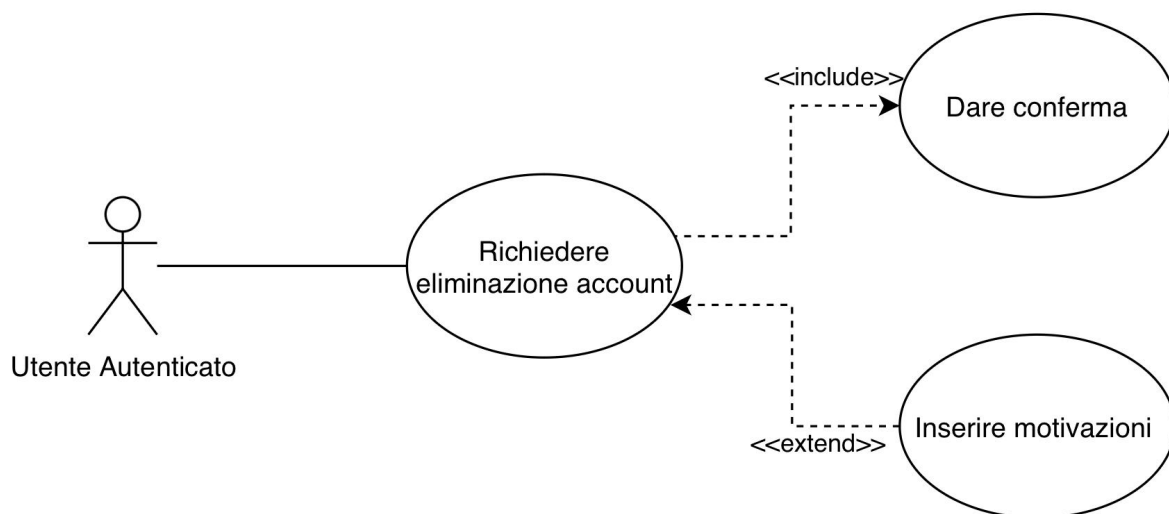 <<include>>
Dare conferma
Richiedere
eliminazione account
Utente Autenticato
<<extend>>
Inserire motivazioni